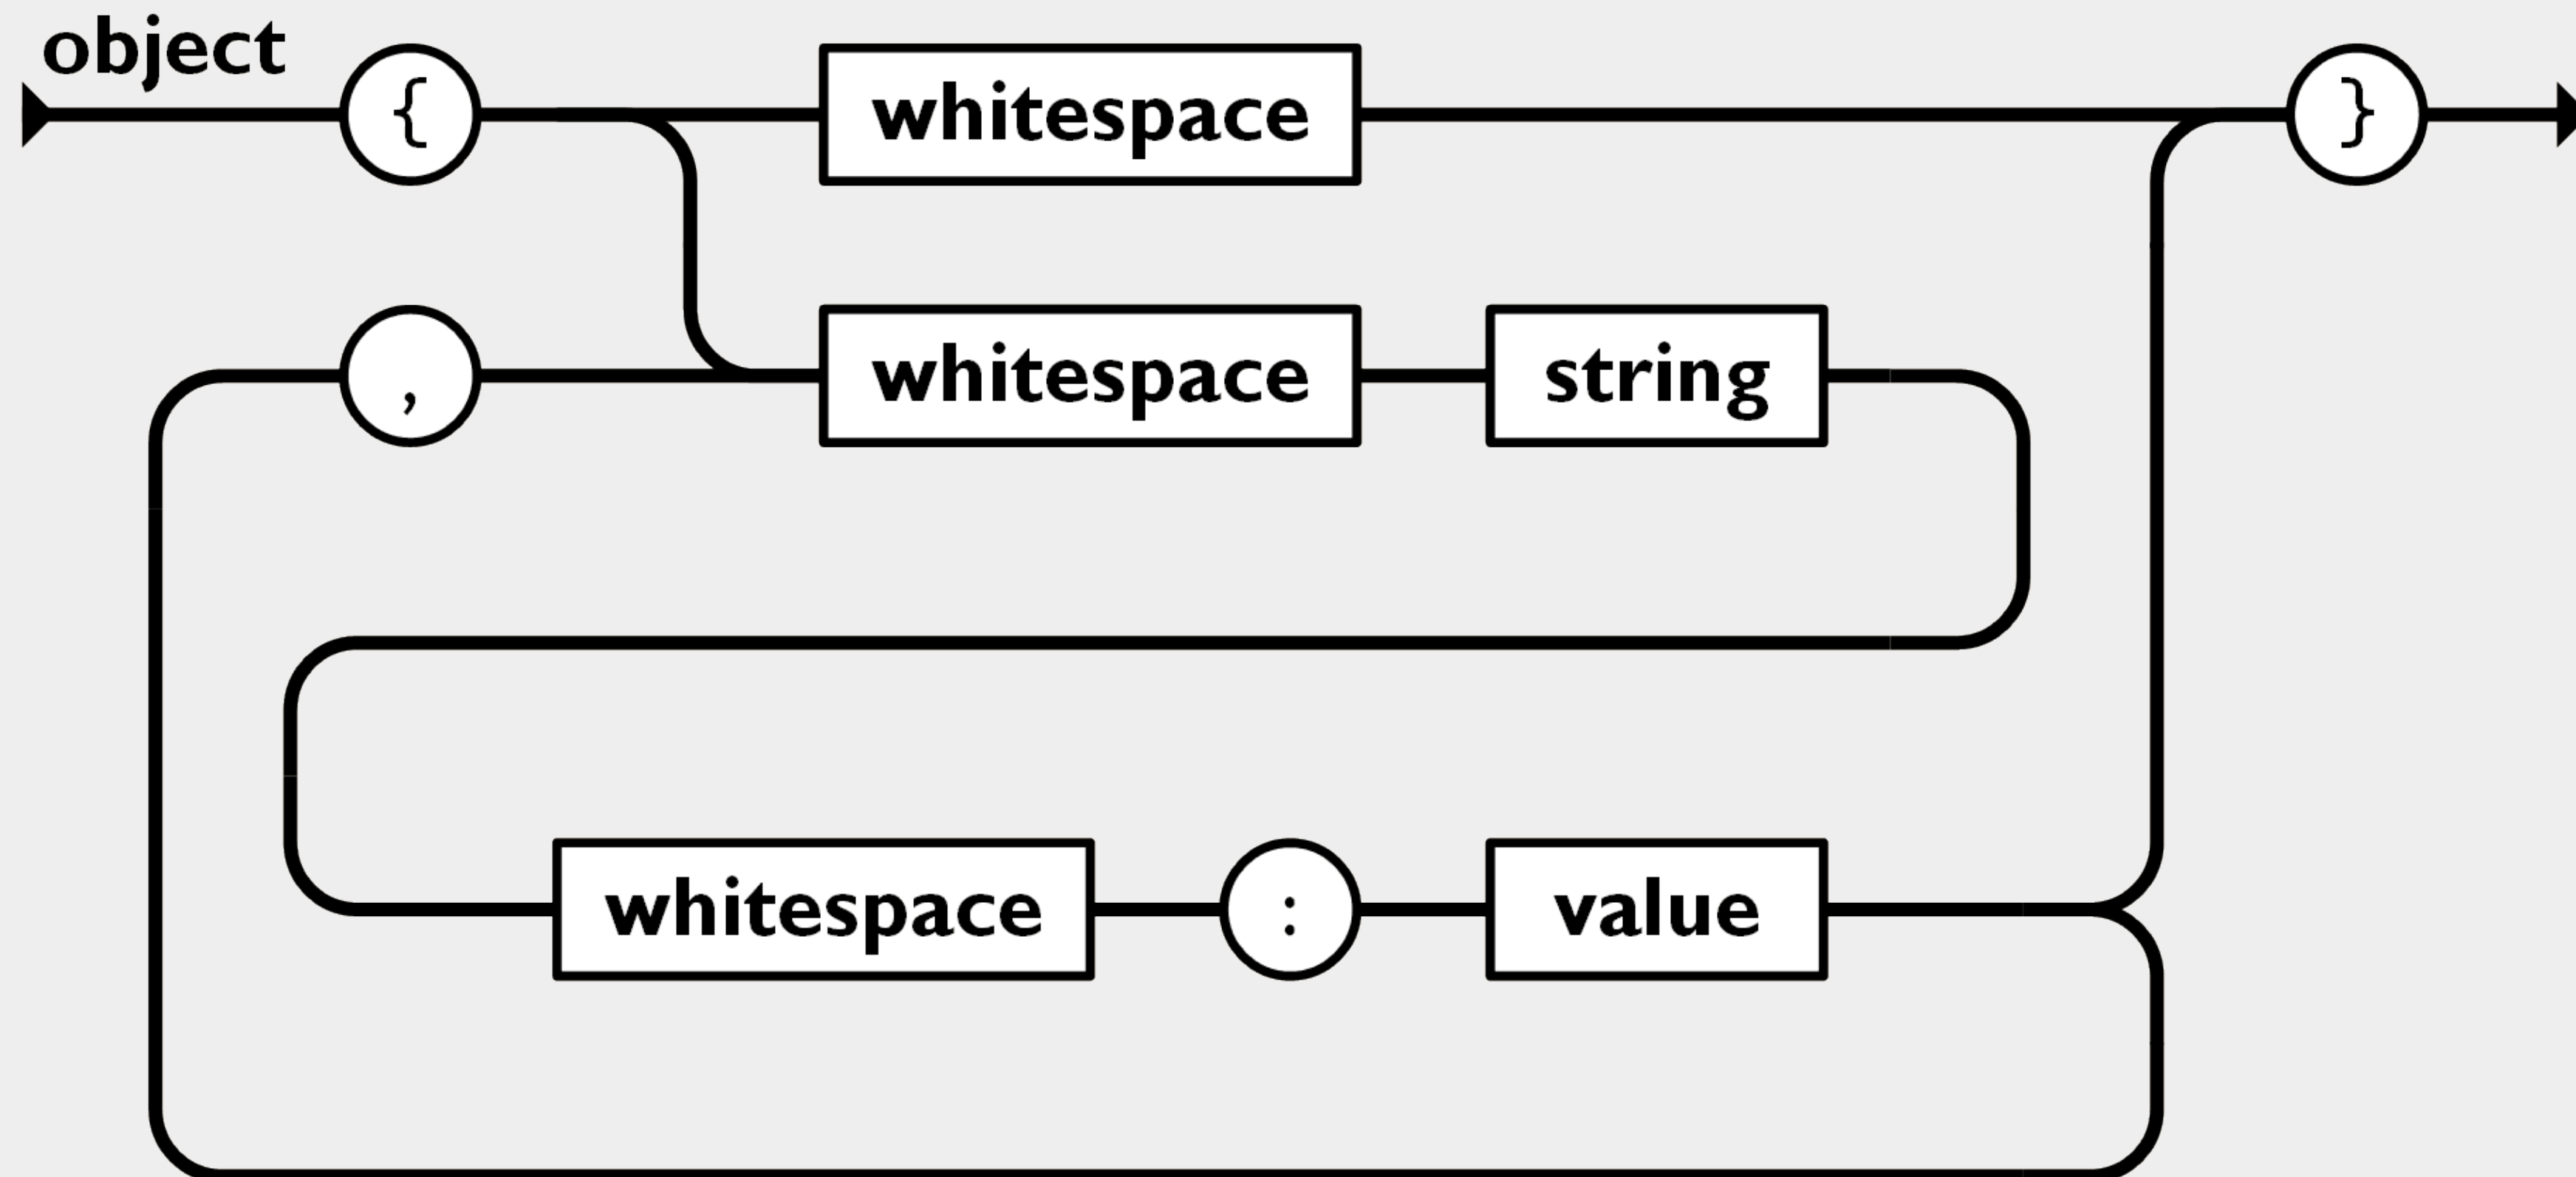 object
{ whitespace }
, whitespace string
whitespace : value